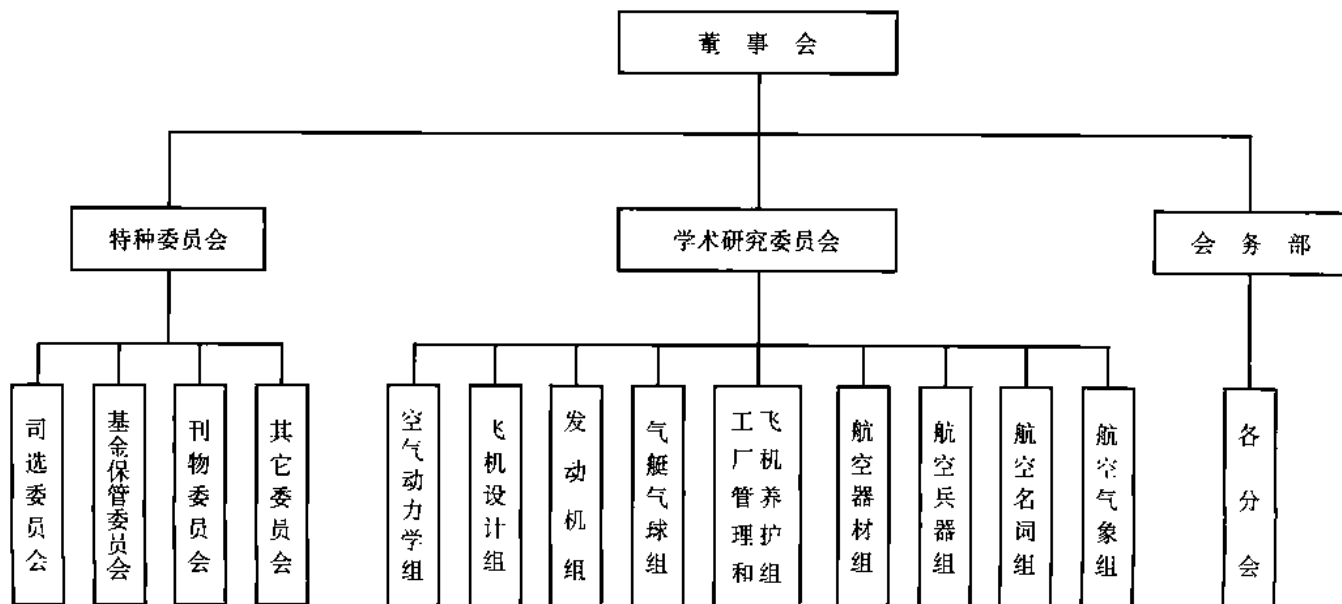 董事会
特种委员会
学术研究委员会
会务部
司选委员会
基金保管委员会
刊物委员会
其它委员会
空气动力学组
飞机设计组
发动机组
气艇气球组
工厂管理和
飞机养护组
航空器材组
航空兵器组
航空名词组
航空气象组
各分会